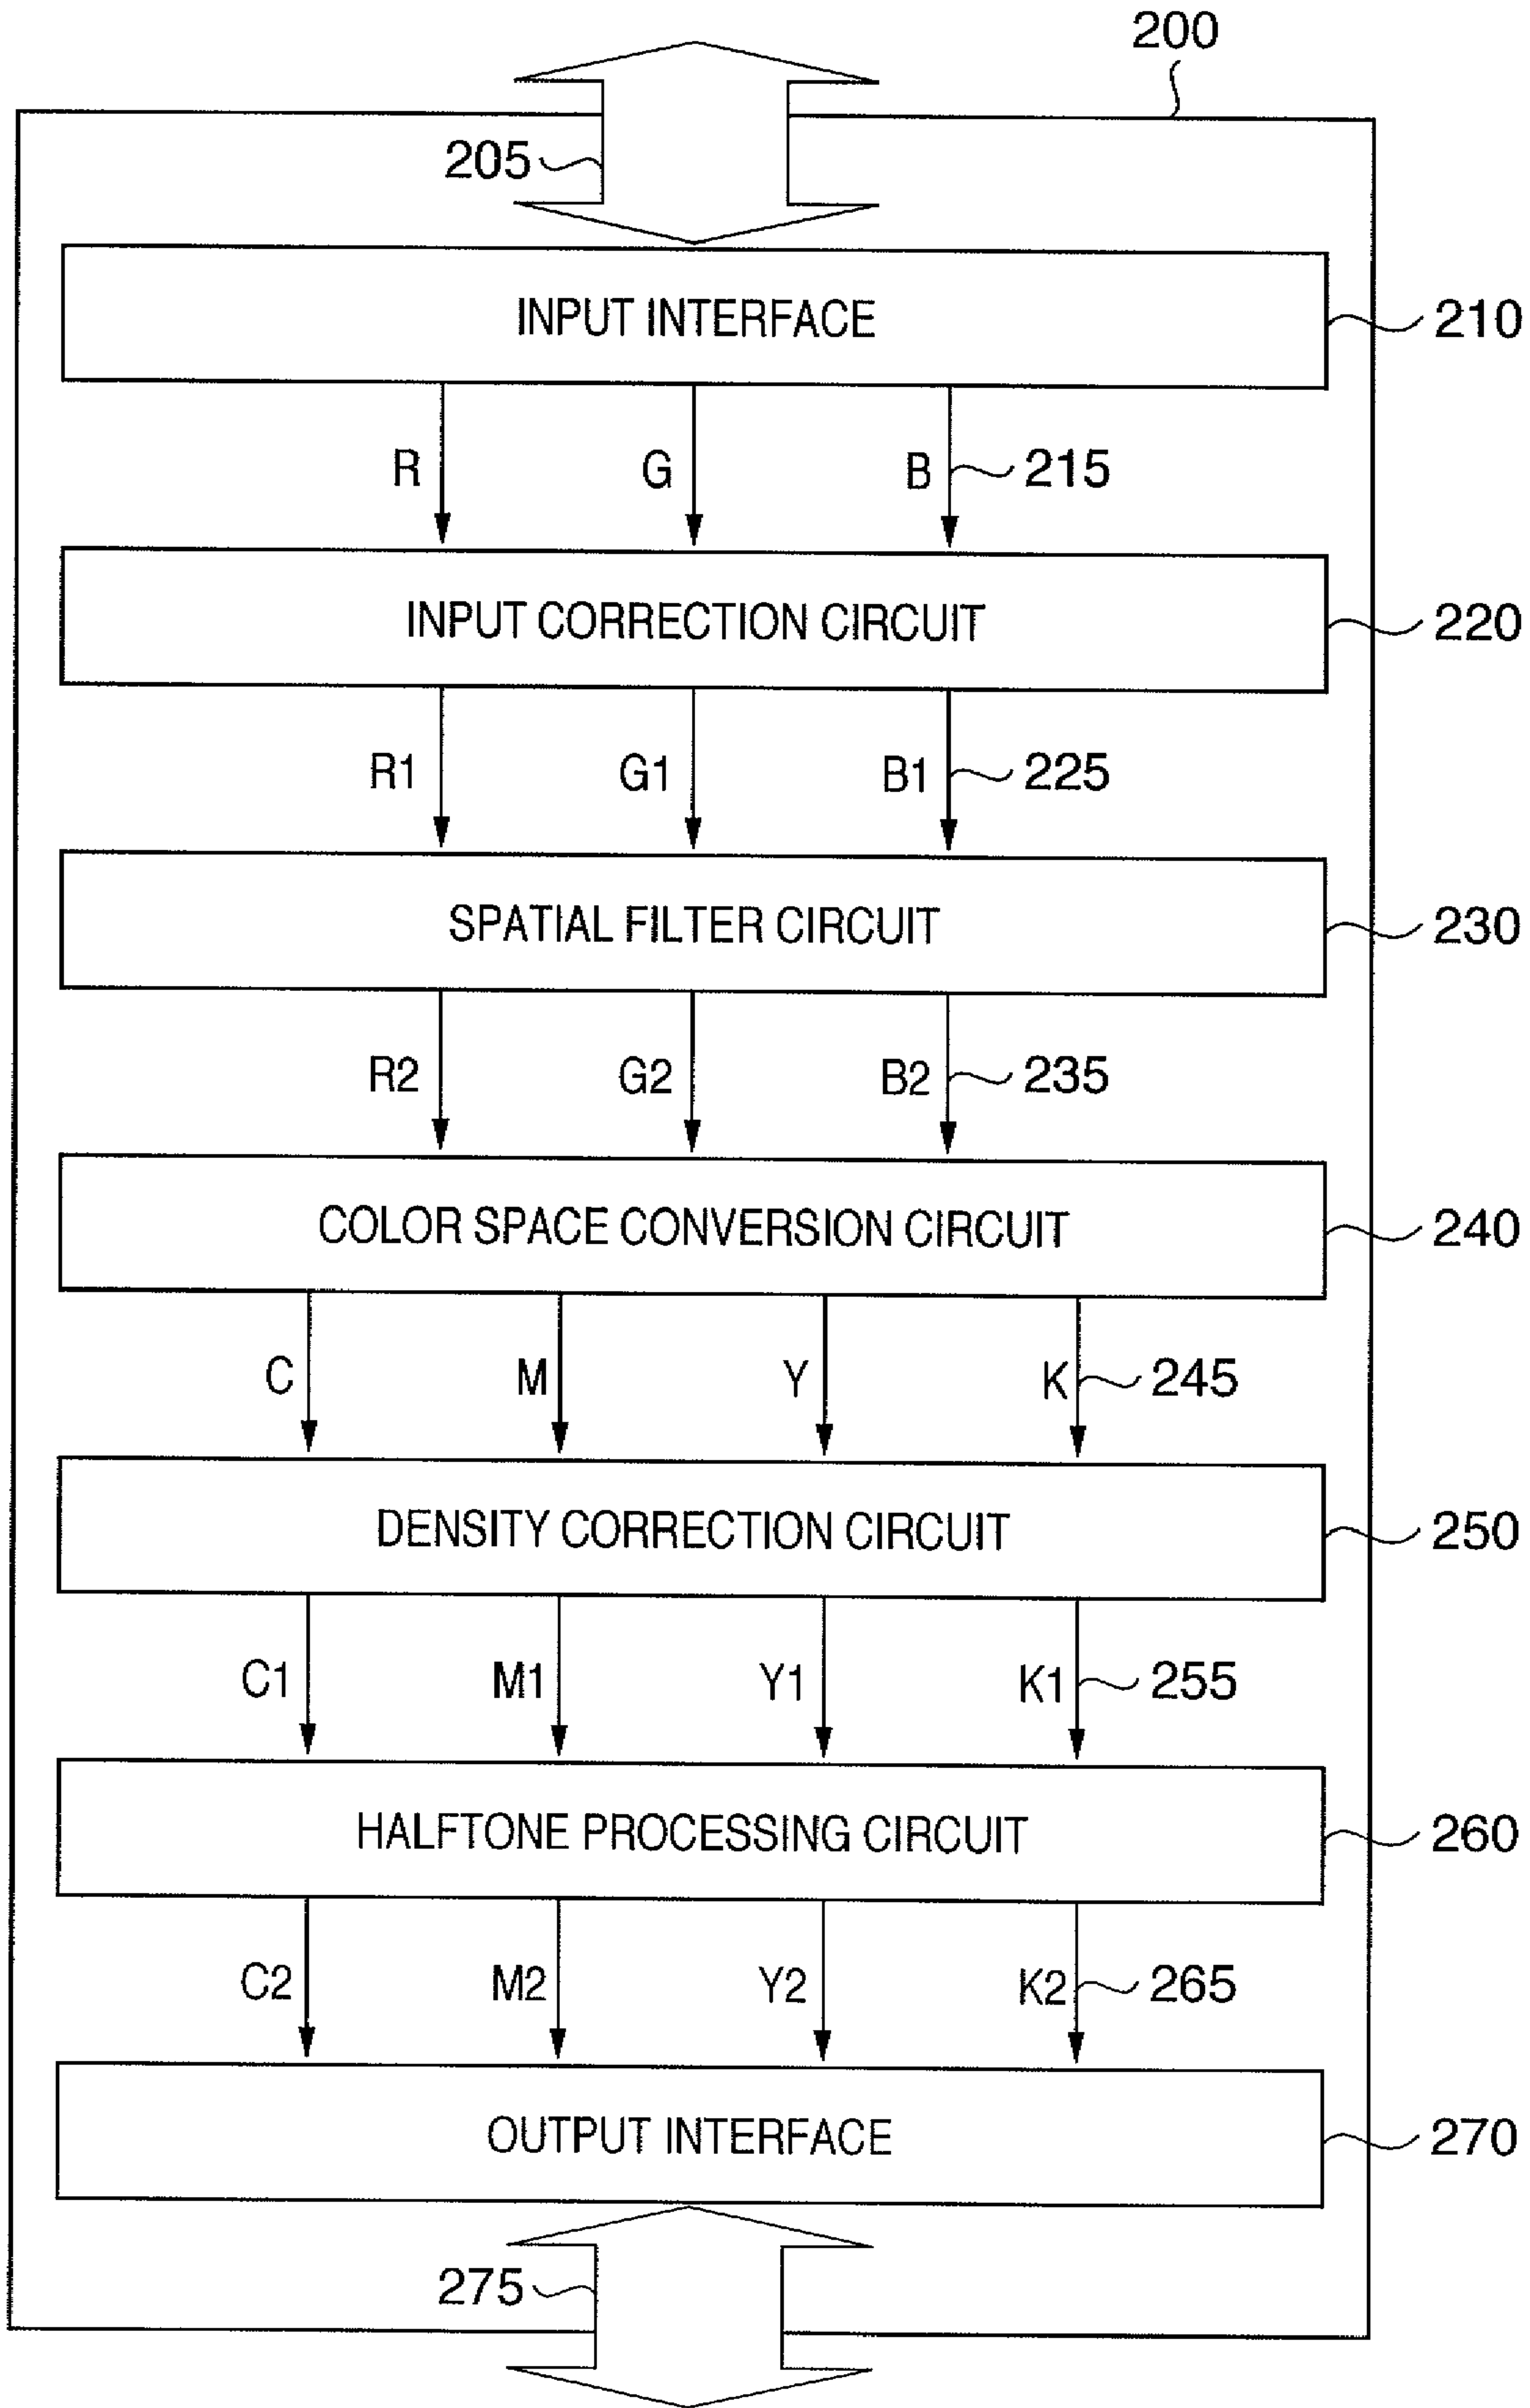 200
205
INPUT INTERFACE 210
R G B 215
INPUT CORRECTION CIRCUIT 220
R1 G1 B1 225
SPATIAL FILTER CIRCUIT 230
R2 G2 B2 235
COLOR SPACE CONVERSION CIRCUIT 240
C M Y K 245
DENSITY CORRECTION CIRCUIT 250
C1 M1 Y1 K1 255
HALFTONE PROCESSING CIRCUIT 260
C2 M2 Y2 K2 265
OUTPUT INTERFACE 270
275